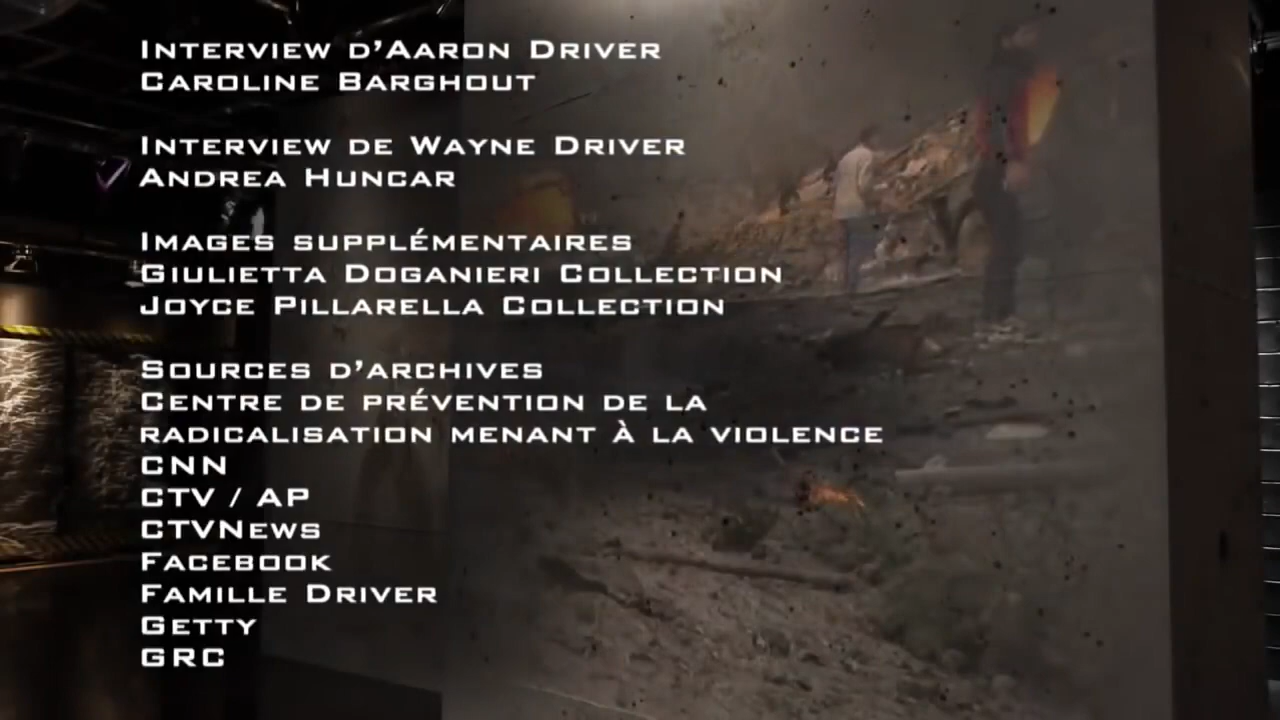 Interview d'Aaron Driver
Caroline Barghout
Interview de Wayne Driver
Andrea Huncar
Images supplémentaires
Giulietta Doganieri Collection
Joyce Pillarella Collection
Sources d'archives
Centre de prévention de la
radicalisation menant à la violence
CNN
CTV / AP
CTVNews
Facebook
Famille Driver
Getty
GRC